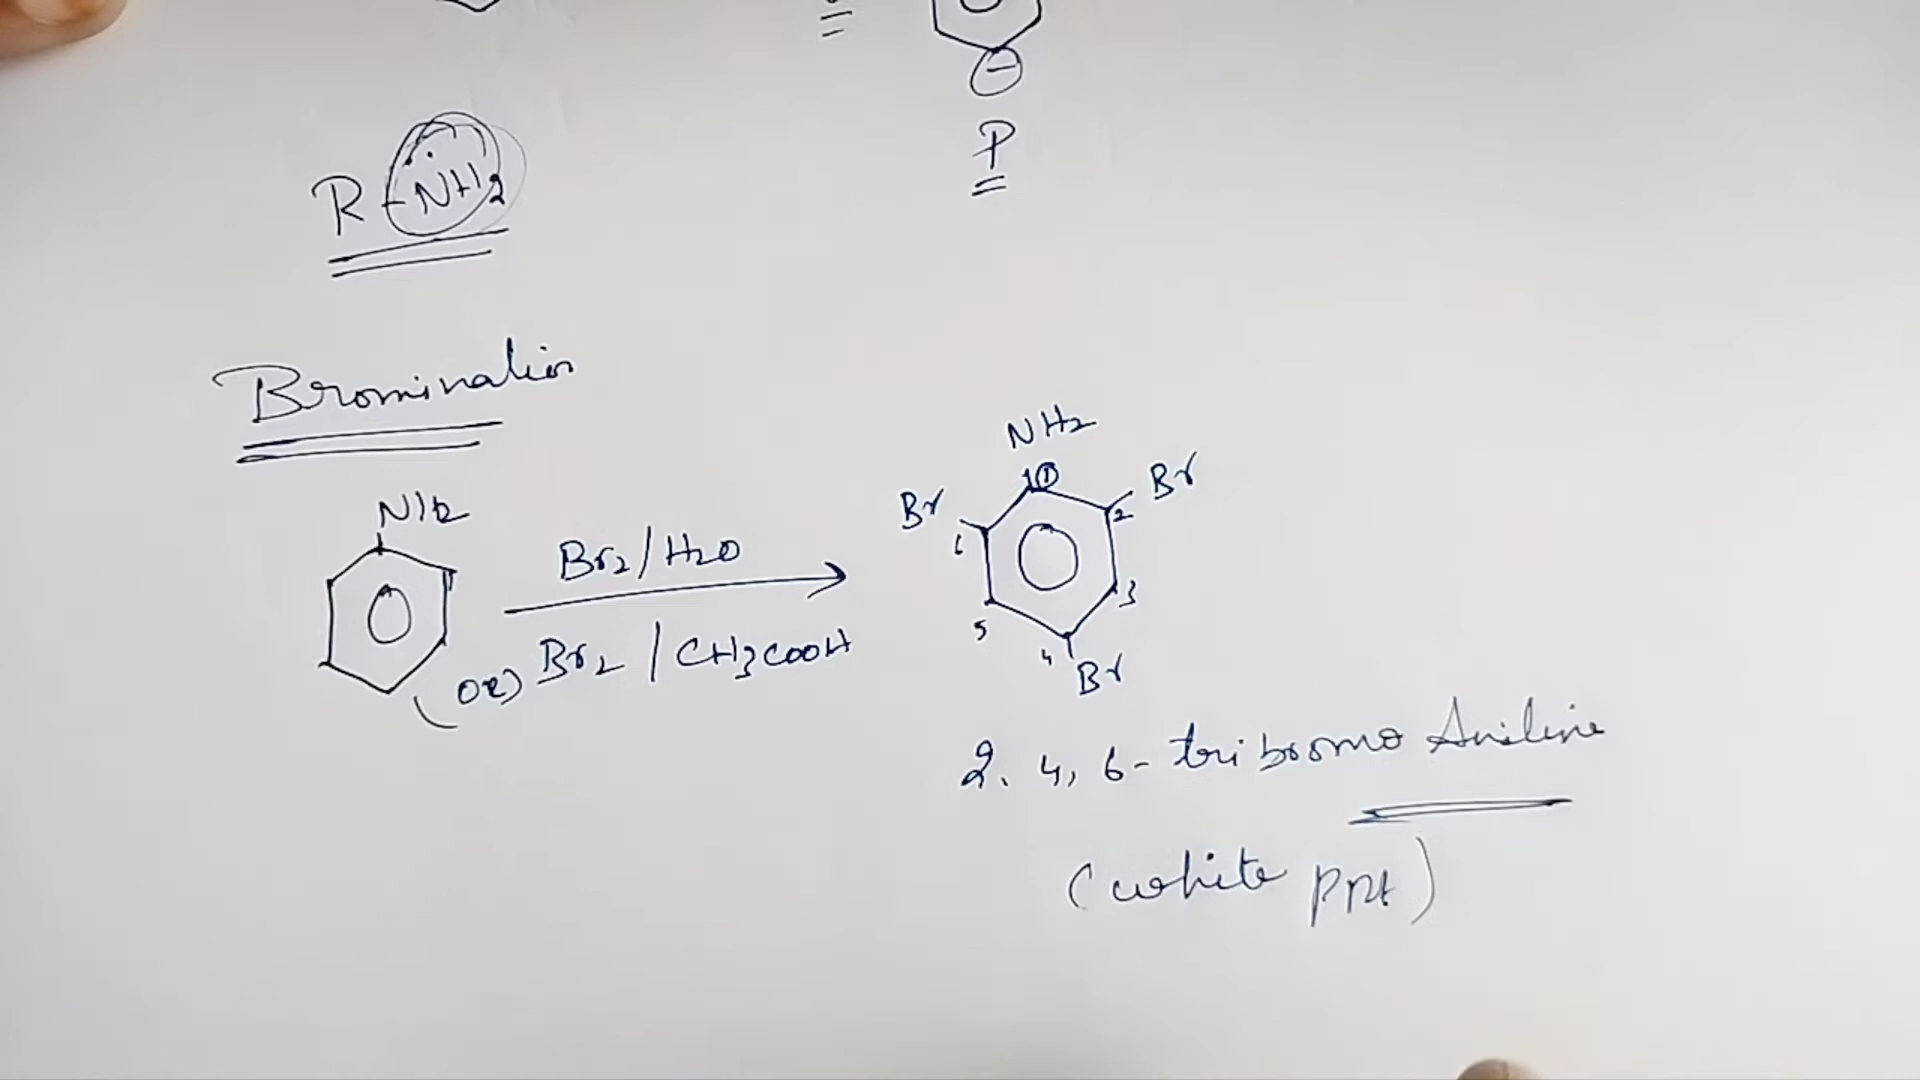 P
R-NH2
Bromination
NH2
Br2/H2O
(OR) Br2/CH3COOH
NH2
Br 1 Br
6 2
5 3
4
Br
2. 4, 6- tribromo Aniline
(white ppt)